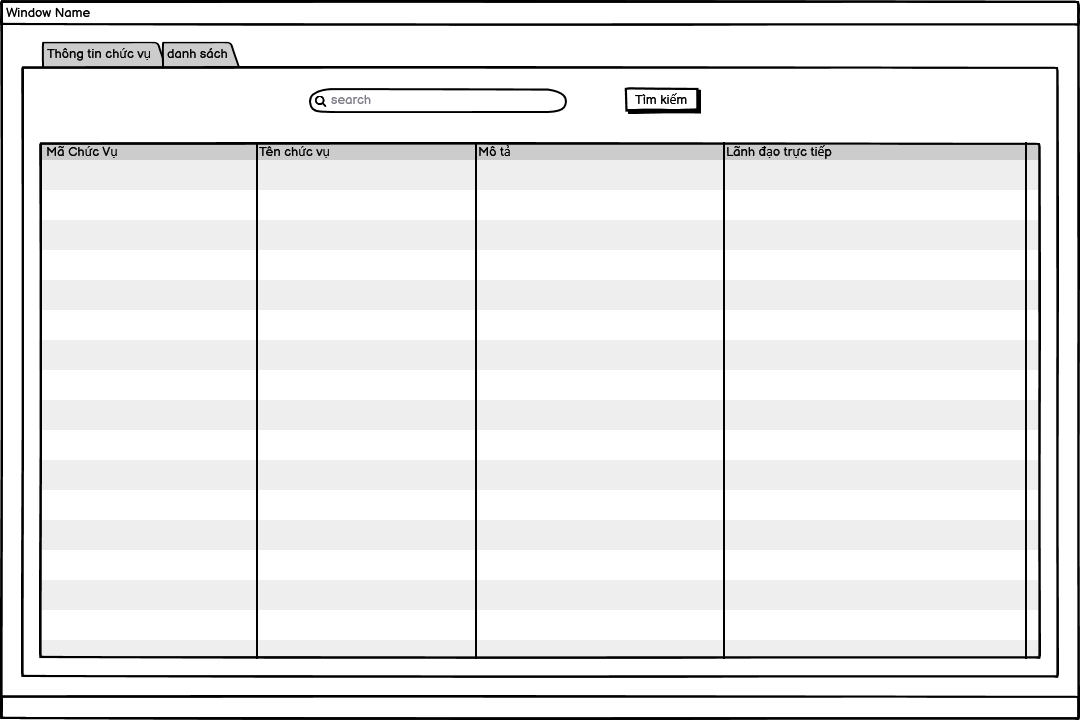 Window Name
Thông tin chức vụ danh sách
search Tìm kiếm
Mã Chức Vụ Tên chức vụ Mô tả Lãnh đạo trực tiếp